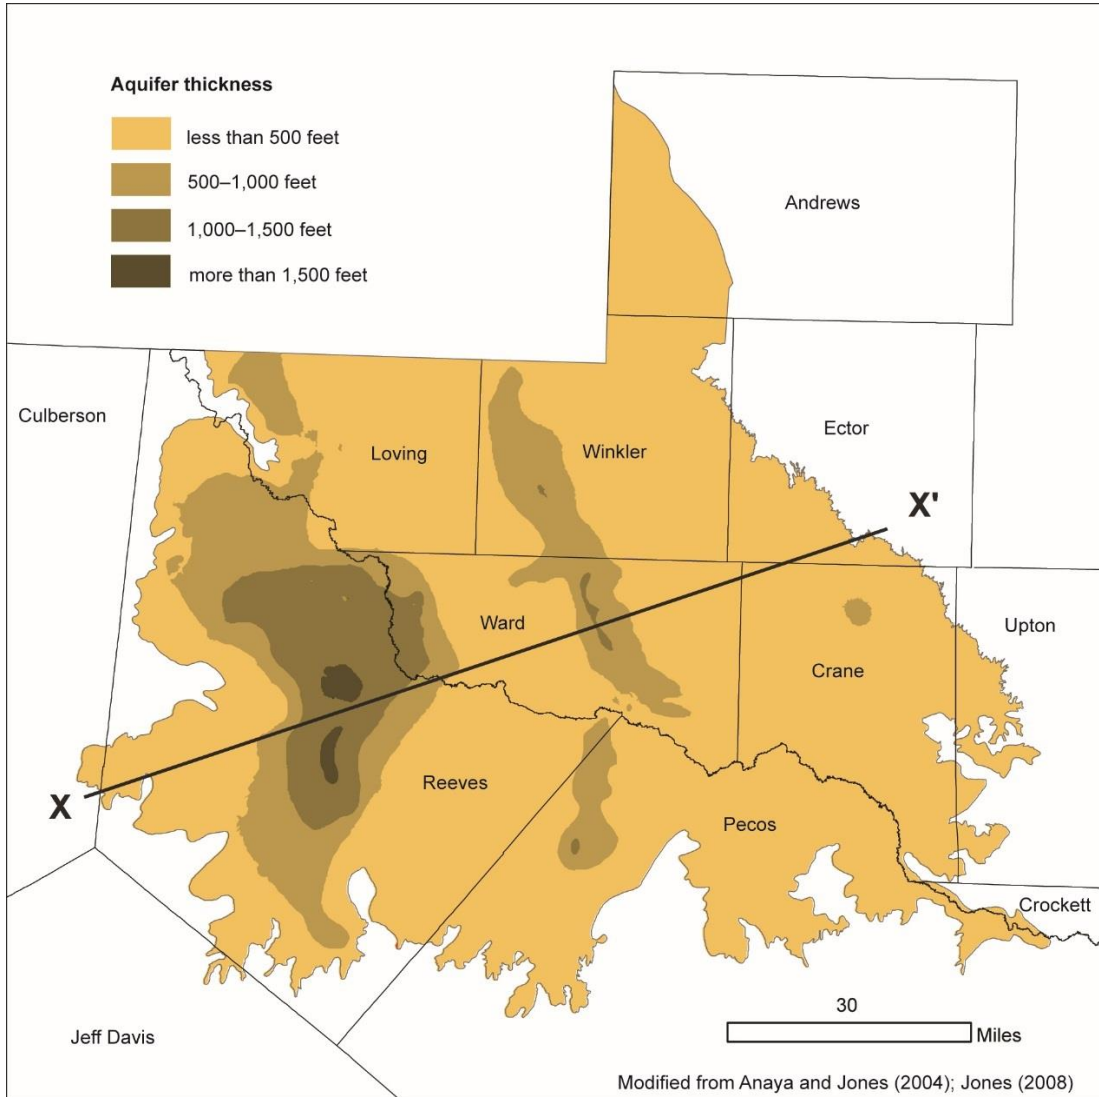 Aquifer thickness
less than 500 feet
500–1,000 feet
1,000–1,500 feet
more than 1,500 feet
Andrews
Culberson
Loving
Winkler
Ector
X'
Ward
Upton
Crane
X
Reeves
Pecos
Crockett
30
Miles
Jeff Davis
Modified from Anaya and Jones (2004); Jones (2008)